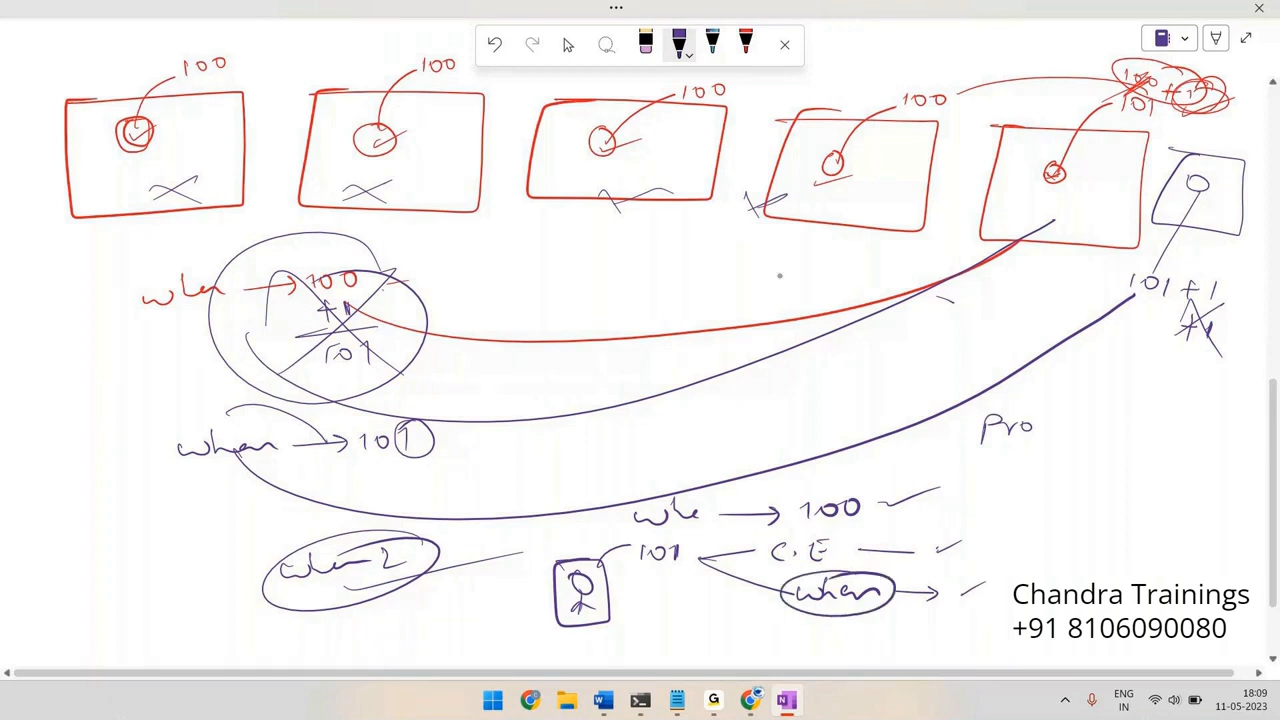 100
100
100
100
100 + 1
101
when → 100
+1
101
101 + 1
+1
when → 101
Pro
whe → 100
when 2
101
C.E
when →
Chandra Trainings
+91 8106090080
ENG
IN
18:09
11-05-2023